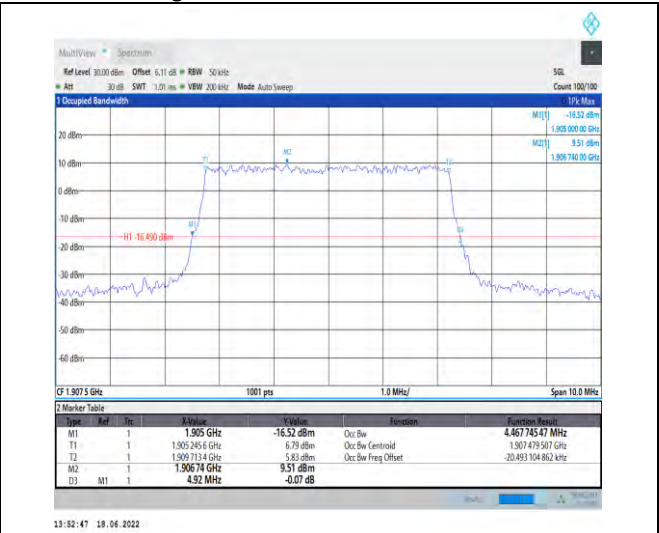 MultiView Spectrum
Ref Level 30.00 dBm Offset 6.11 dB RBW 50 kHz SGL
Att 30 dB SWT 1.01 ms VBW 200 kHz Mode Auto Sweep Count 100/100
1 Occupied Bandwidth 1Pk Max
M1[1] -16.52 dBm
1.905 000 00 GHz
M2[1] 9.51 dBm
1.906 740 00 GHz
20 dBm
M2
T1
10 dBm
0 dBm
-10 dBm
M1
H1 -16.490 dBm
-20 dBm
-30 dBm
-40 dBm
-50 dBm
-60 dBm
CF 1.907 5 GHz 1001 pts 1.0 MHz/ Span 10.0 MHz
2 Marker Table
Type Ref Trc X-Value Y-Value Function Function Result
M1 1 1.905 GHz -16.52 dBm Occ Bw 4.467 745 47 MHz
T1 1 1.905 245 6 GHz 6.79 dBm Occ Bw Centroid 1.907 479 507 GHz
T2 1 1.909 713 4 GHz 5.83 dBm Occ Bw Freq Offset -20.493 104 862 kHz
M2 1 1.906 74 GHz 9.51 dBm
D3 M1 1 4.92 MHz -0.07 dB
13:52:47 18.06.2022